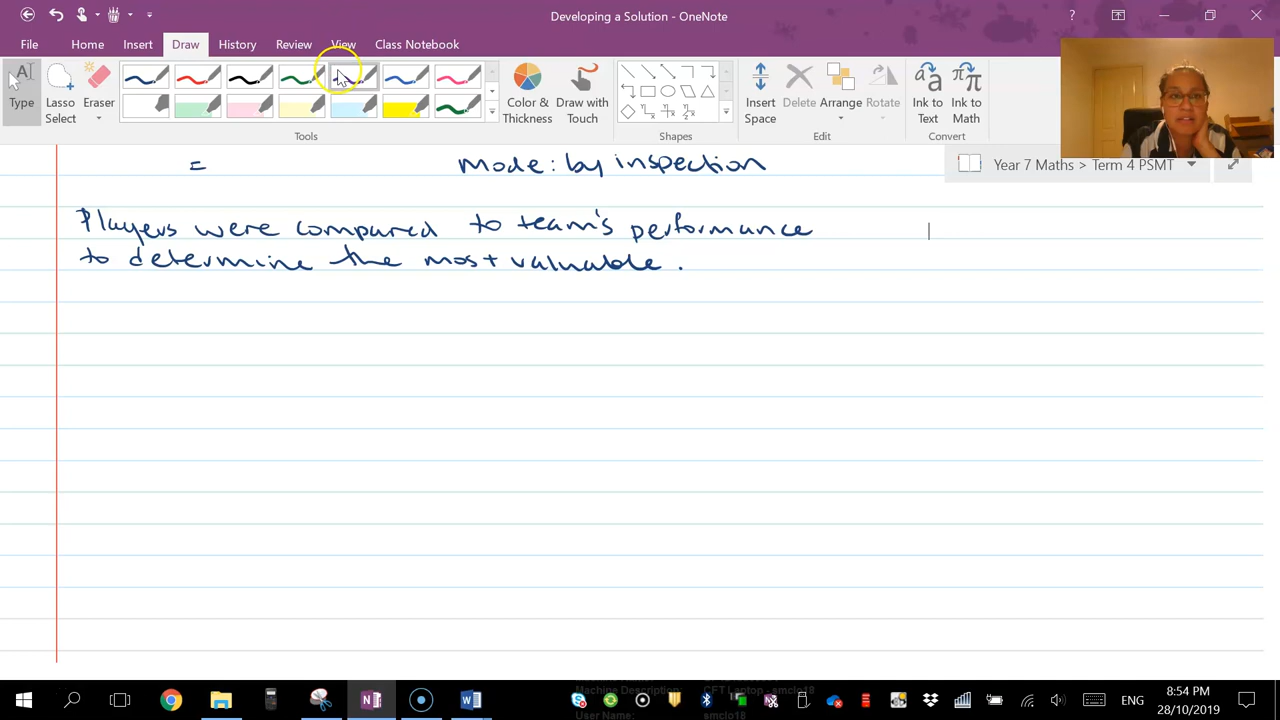 Developing a Solution - OneNote
File Home Insert Draw History Review View Class Notebook
Type Lasso Select Eraser Color & Thickness Draw with Touch Insert Space Delete Arrange Rotate Ink to Text Ink to Math
Tools Shapes Edit Convert
= mode: by inspection
Year 7 Maths > Term 4 PSMT
Players were compared to team's performance
to determine the most valuable.
ENG 8:54 PM
28/10/2019